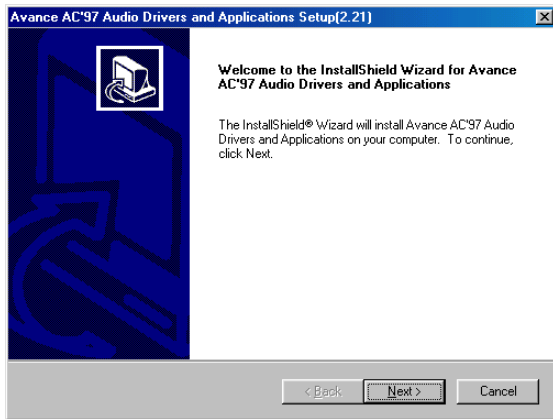 Avance AC'97 Audio Drivers and Applications Setup(2.21)
Welcome to the InstallShield Wizard for Avance
AC'97 Audio Drivers and Applications
The InstallShield® Wizard will install Avance AC'97 Audio
Drivers and Applications on your computer. To continue,
click Next.
< Back Next > Cancel